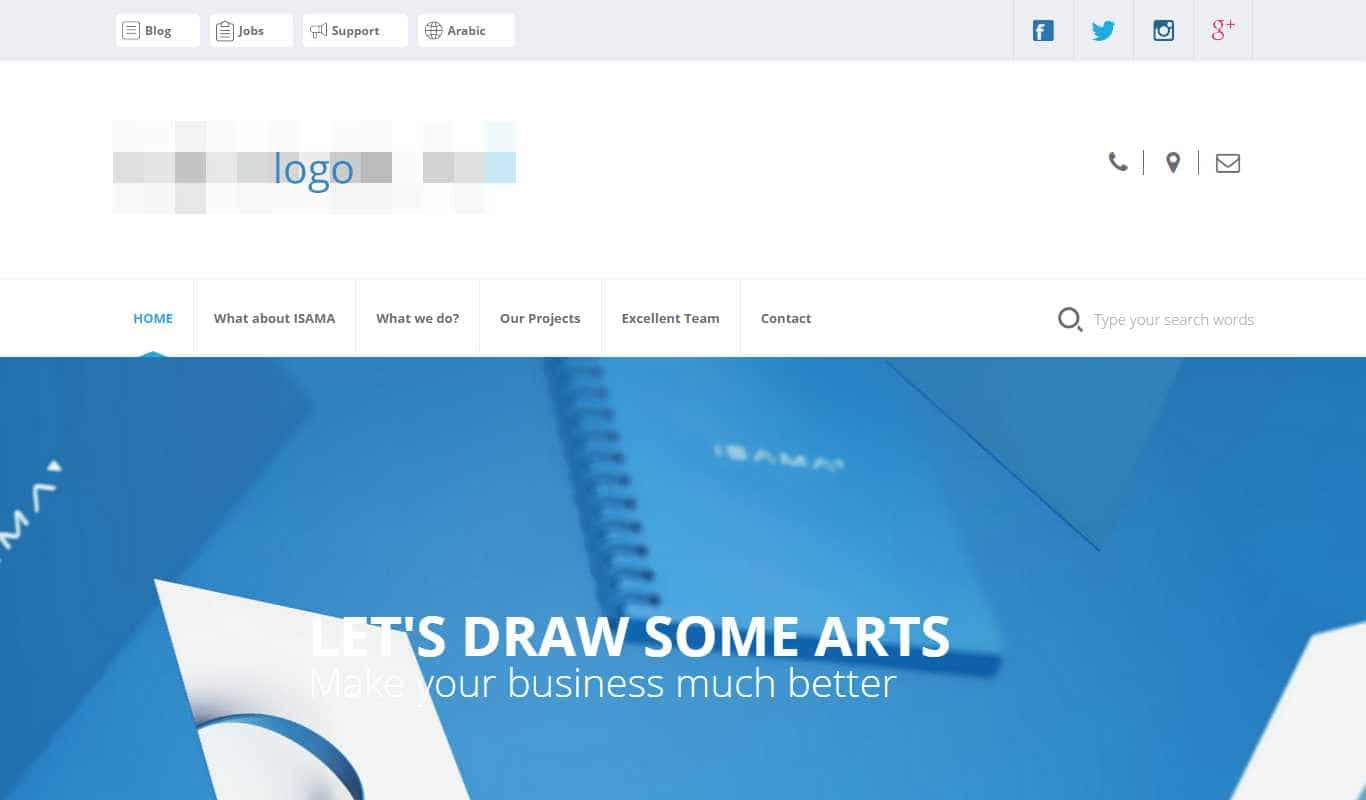 Blog
Jobs
Support
Arabic
logo
HOME
What about ISAMA
What we do?
Our Projects
Excellent Team
Contact
Type your search words
ISAMA
LET'S DRAW SOME ARTS
Make your business much better